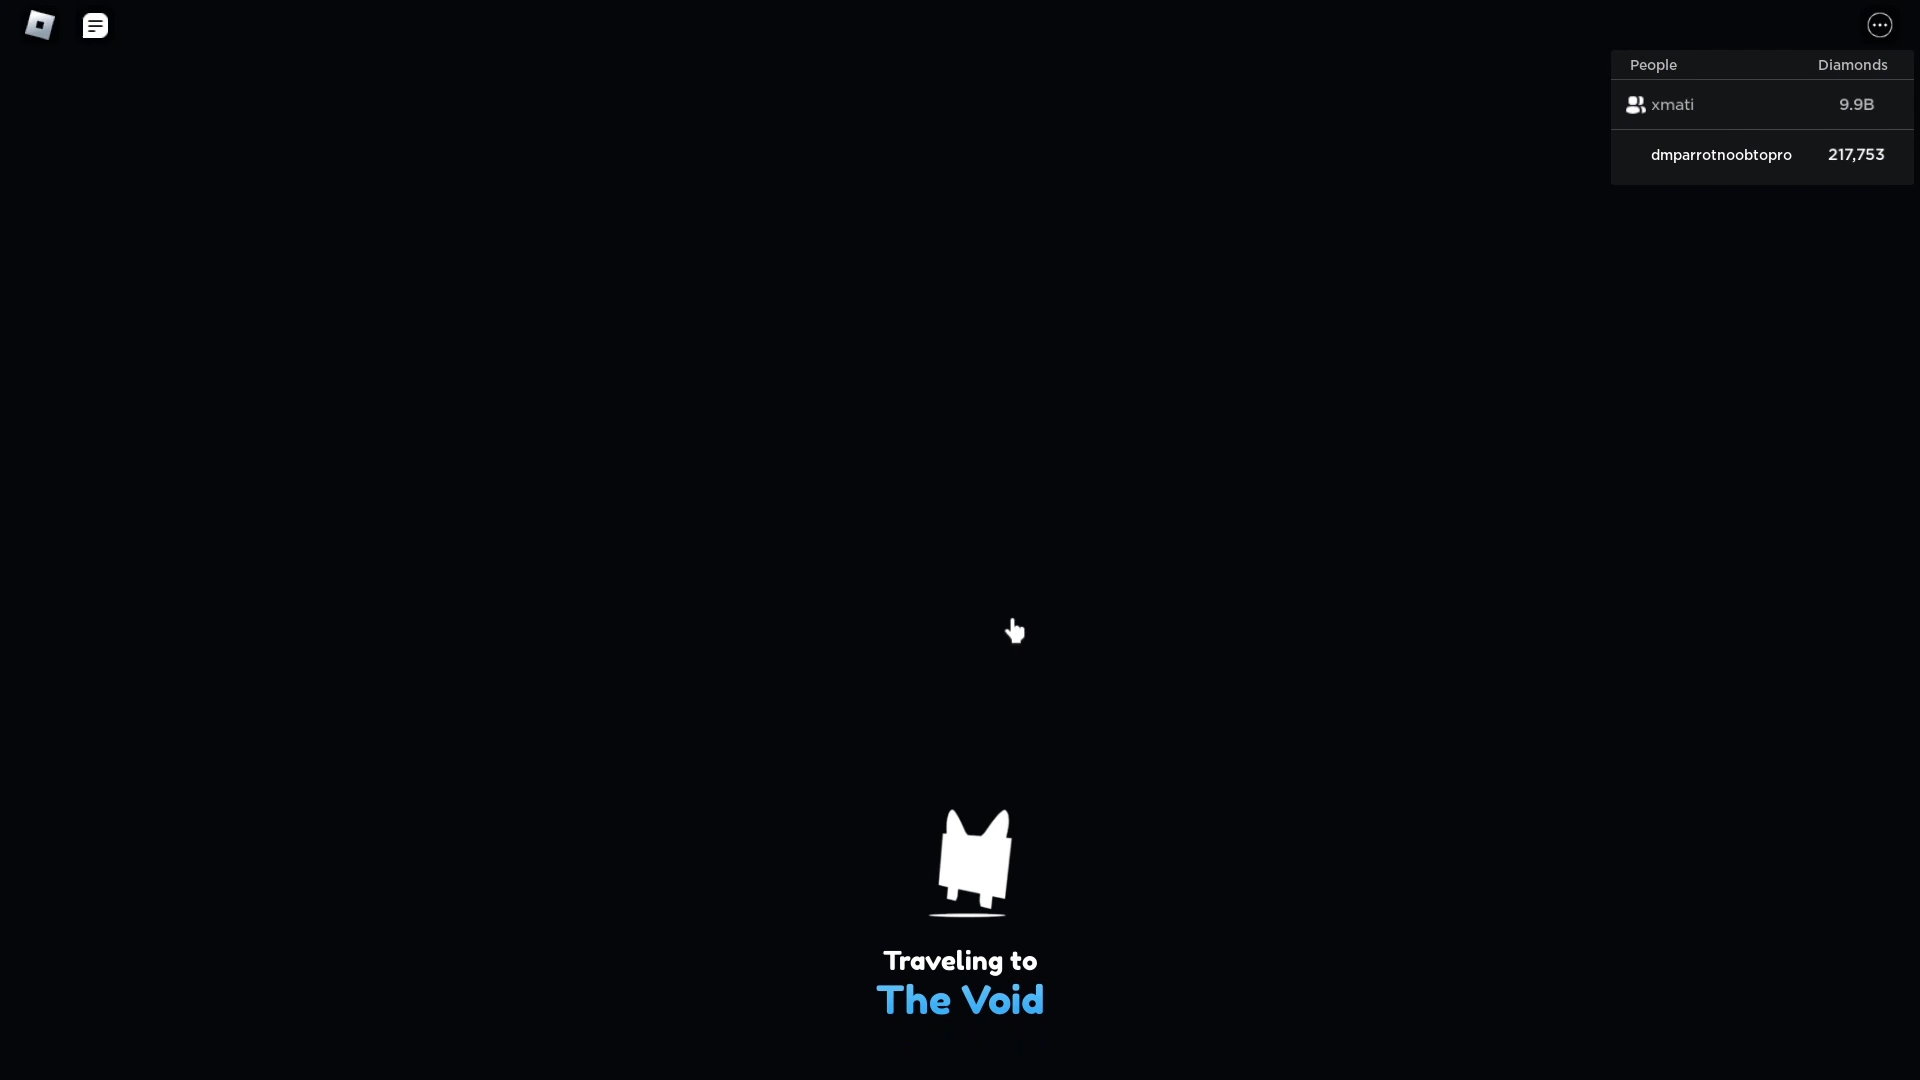 People Diamonds
xmati 9.9B
dmparrotnoobtopro 217,753
Traveling to
The Void